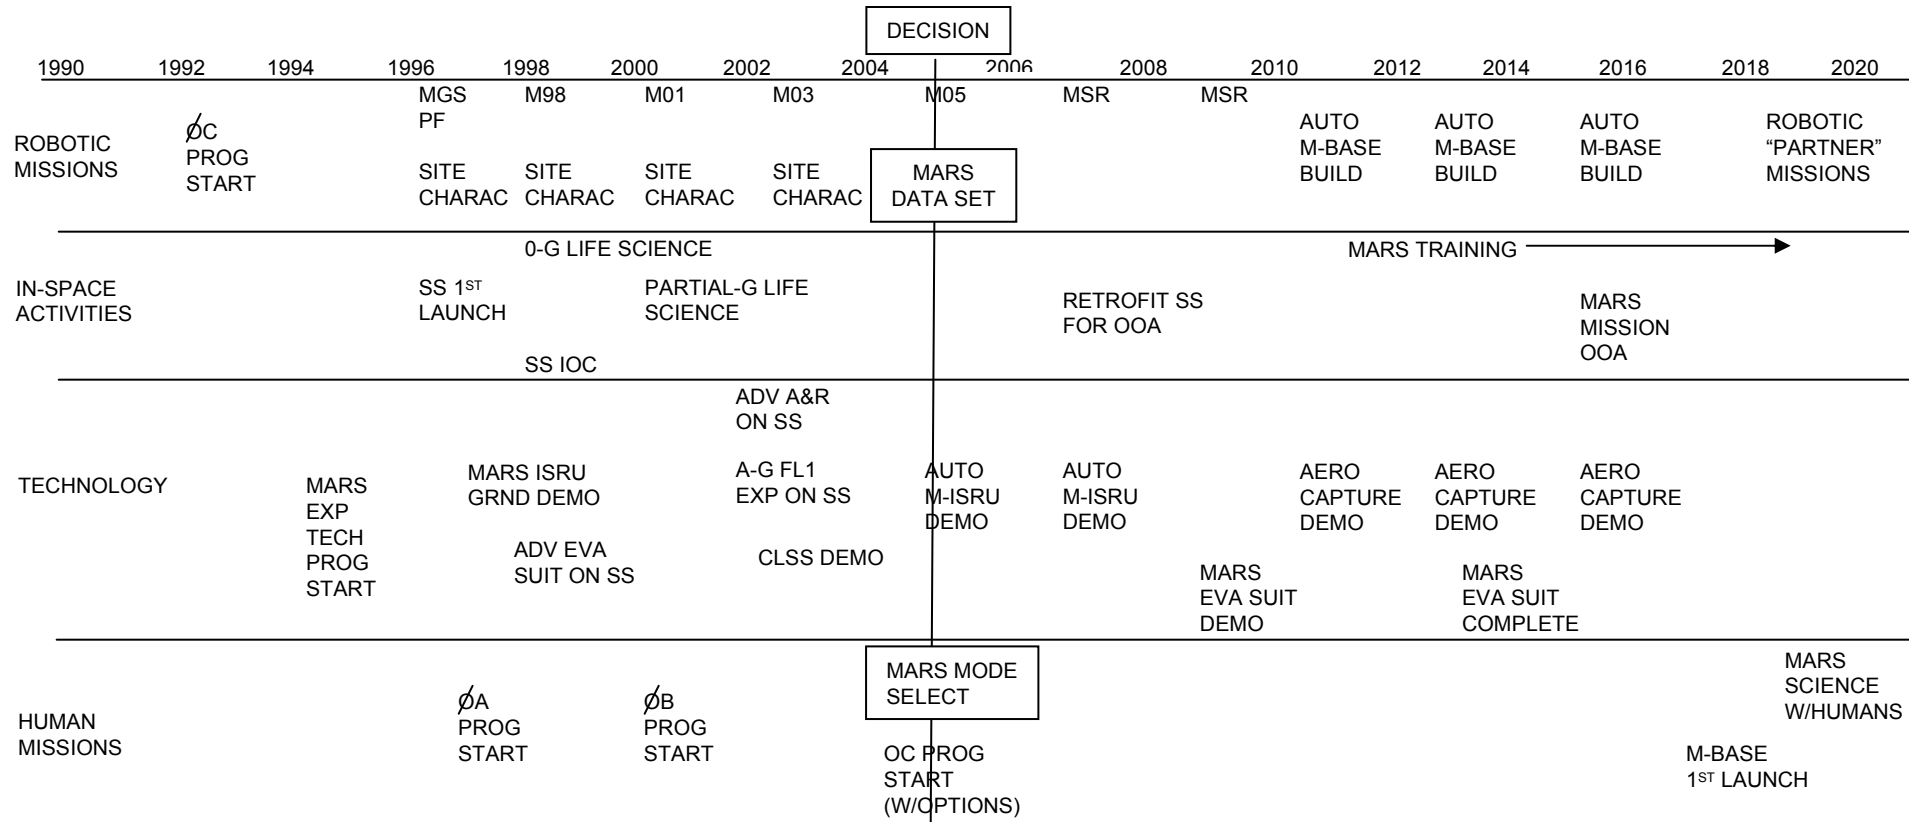 DECISION
1990 1992 1994 1996 1998 2000 2002 2004 2006 2008 2010 2012 2014 2016 2018 2020
ROBOTIC
MISSIONS
ØC
PROG
START
MGS
PF
M98
M01
M03
M05
MSR
MSR
SITE
CHARAC
SITE
CHARAC
SITE
CHARAC
SITE
CHARAC
MARS
DATA SET
AUTO
M-BASE
BUILD
AUTO
M-BASE
BUILD
AUTO
M-BASE
BUILD
ROBOTIC
“PARTNER”
MISSIONS
IN-SPACE
ACTIVITIES
0-G LIFE SCIENCE
MARS TRAINING
SS 1ST
LAUNCH
PARTIAL-G LIFE
SCIENCE
RETROFIT SS
FOR OOA
MARS
MISSION
OOA
SS IOC
TECHNOLOGY
ADV A&R
ON SS
MARS
EXP
TECH
PROG
START
MARS ISRU
GRND DEMO
A-G FL1
EXP ON SS
AUTO
M-ISRU
DEMO
AUTO
M-ISRU
DEMO
AERO
CAPTURE
DEMO
AERO
CAPTURE
DEMO
AERO
CAPTURE
DEMO
ADV EVA
SUIT ON SS
CLSS DEMO
MARS
EVA SUIT
DEMO
MARS
EVA SUIT
COMPLETE
HUMAN
MISSIONS
ØA
PROG
START
ØB
PROG
START
MARS MODE
SELECT
OC PROG
START
(W/OPTIONS)
M-BASE
1ST LAUNCH
MARS
SCIENCE
W/HUMANS